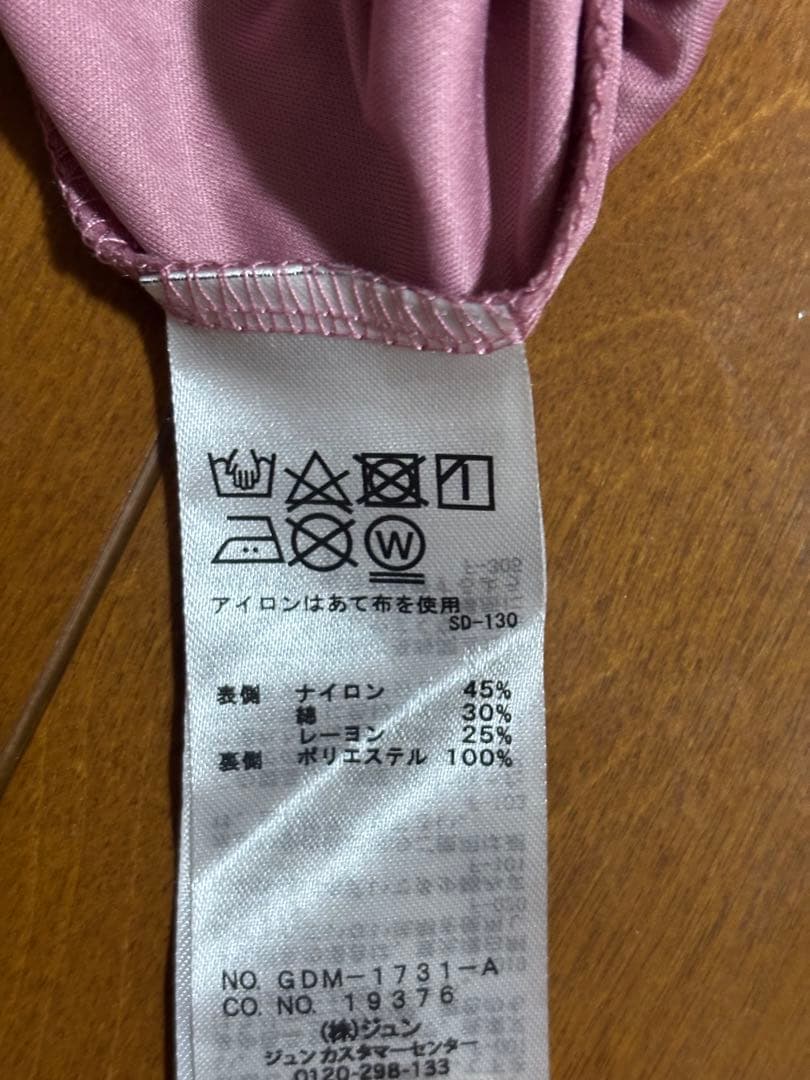 W
アイロンはあて布を使用
SD-130
表側 ナイロン 45%
綿 30%
レーヨン 25%
裏側 ポリエステル 100%
NO. GDM-1731-A
CO. NO. 19376
(株)ジュン
ジュンカスタマーセンター
0120-298-133